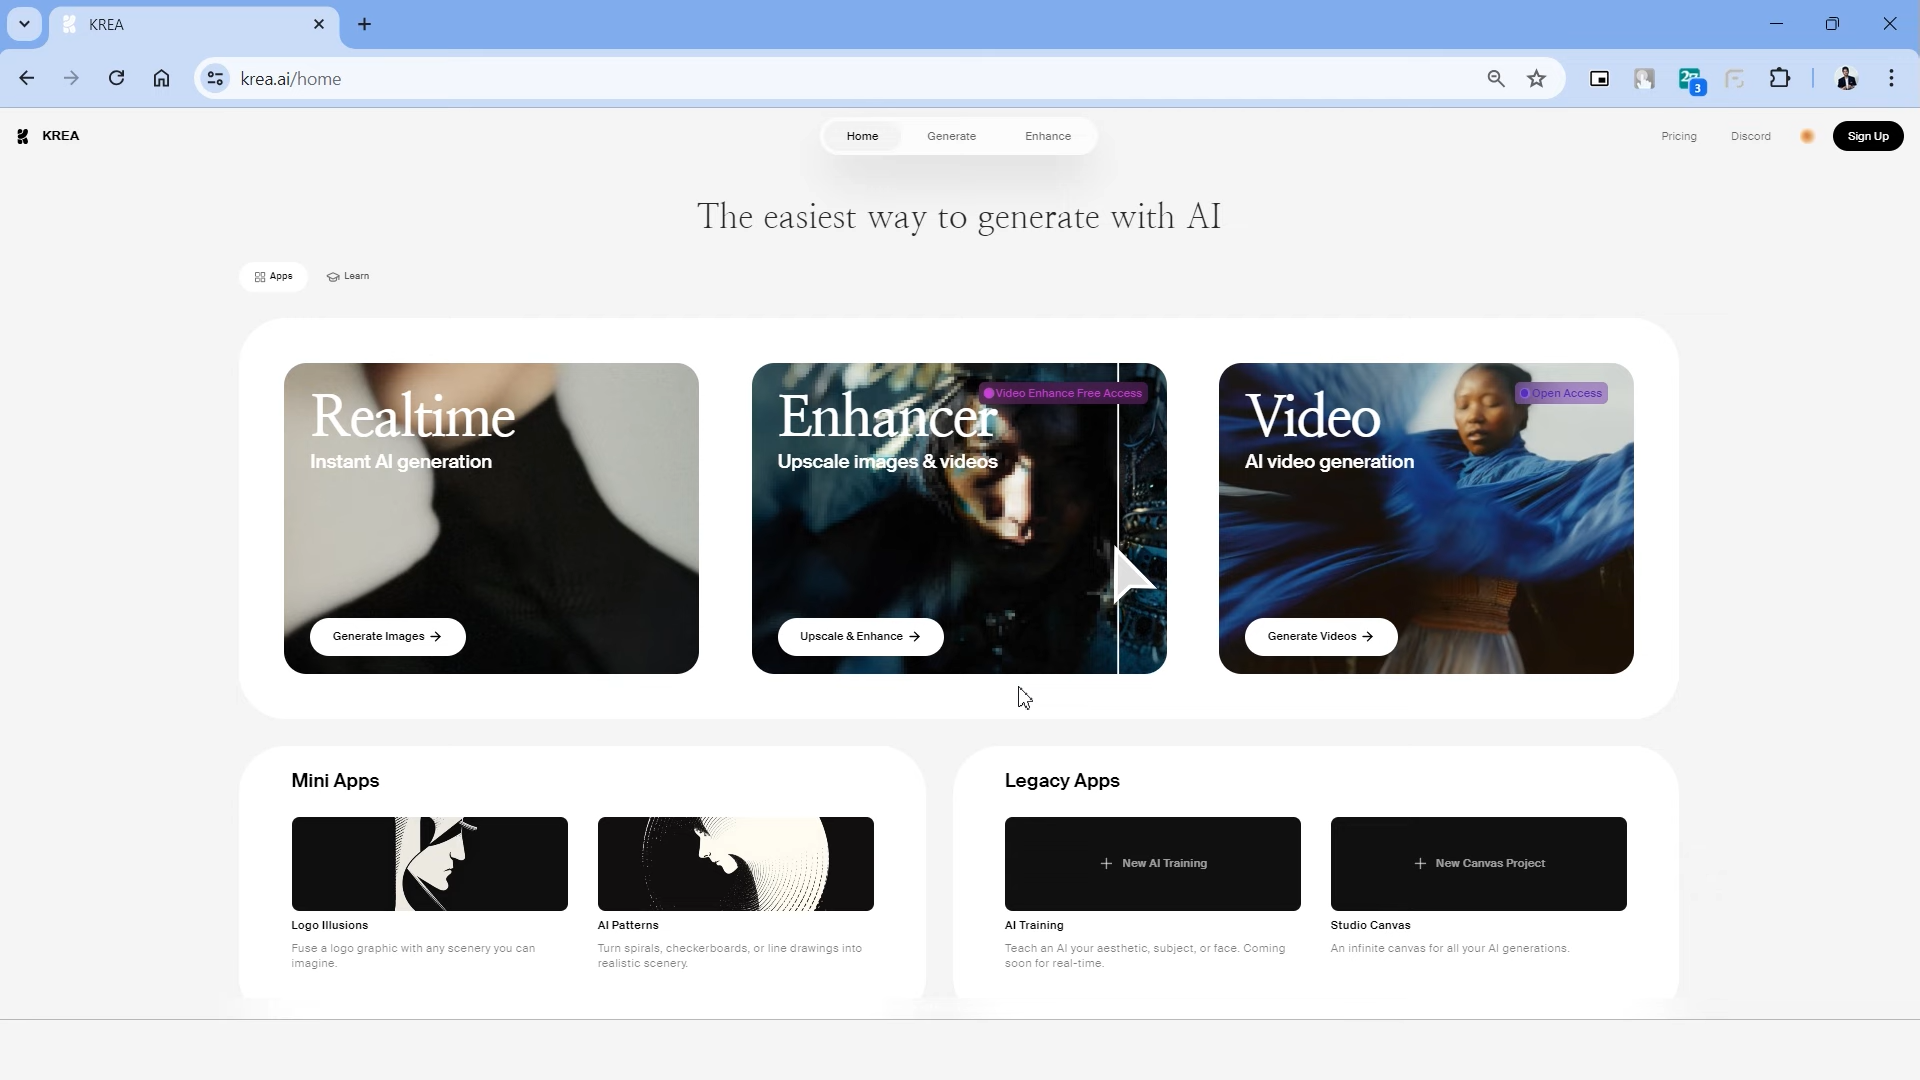 KREA
krea.ai/home
3
KREA
Home
Generate
Enhance
Pricing
Discord
Sign Up
The easiest way to generate with AI
Apps
Learn
Realtime
Instant AI generation
Generate Images
Video Enhance Free Access
Enhancer
Upscale images & videos
Upscale & Enhance
Open Access
Video
AI video generation
Generate Videos
Mini Apps
Logo Illusions
Fuse a logo graphic with any scenery you can
imagine.
AI Patterns
Turn spirals, checkerboards, or line drawings into
realistic scenery.
Legacy Apps
New AI Training
AI Training
Teach an AI your aesthetic, subject, or face. Coming
soon for real-time.
New Canvas Project
Studio Canvas
An infinite canvas for all your AI generations.